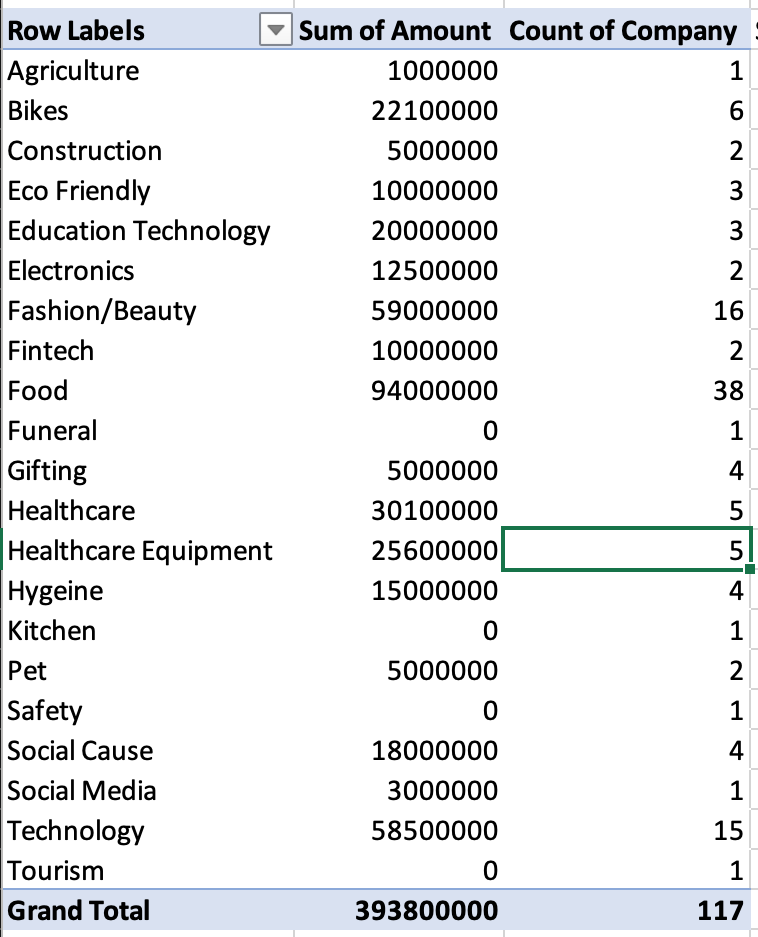 Row Labels Sum of Amount Count of Company
Agriculture 1000000 1
Bikes 22100000 6
Construction 5000000 2
Eco Friendly 10000000 3
Education Technology 20000000 3
Electronics 12500000 2
Fashion/Beauty 59000000 16
Fintech 10000000 2
Food 94000000 38
Funeral 0 1
Gifting 5000000 4
Healthcare 30100000 5
Healthcare Equipment 25600000 5
Hygeine 15000000 4
Kitchen 0 1
Pet 5000000 2
Safety 0 1
Social Cause 18000000 4
Social Media 3000000 1
Technology 58500000 15
Tourism 0 1
Grand Total 393800000 117